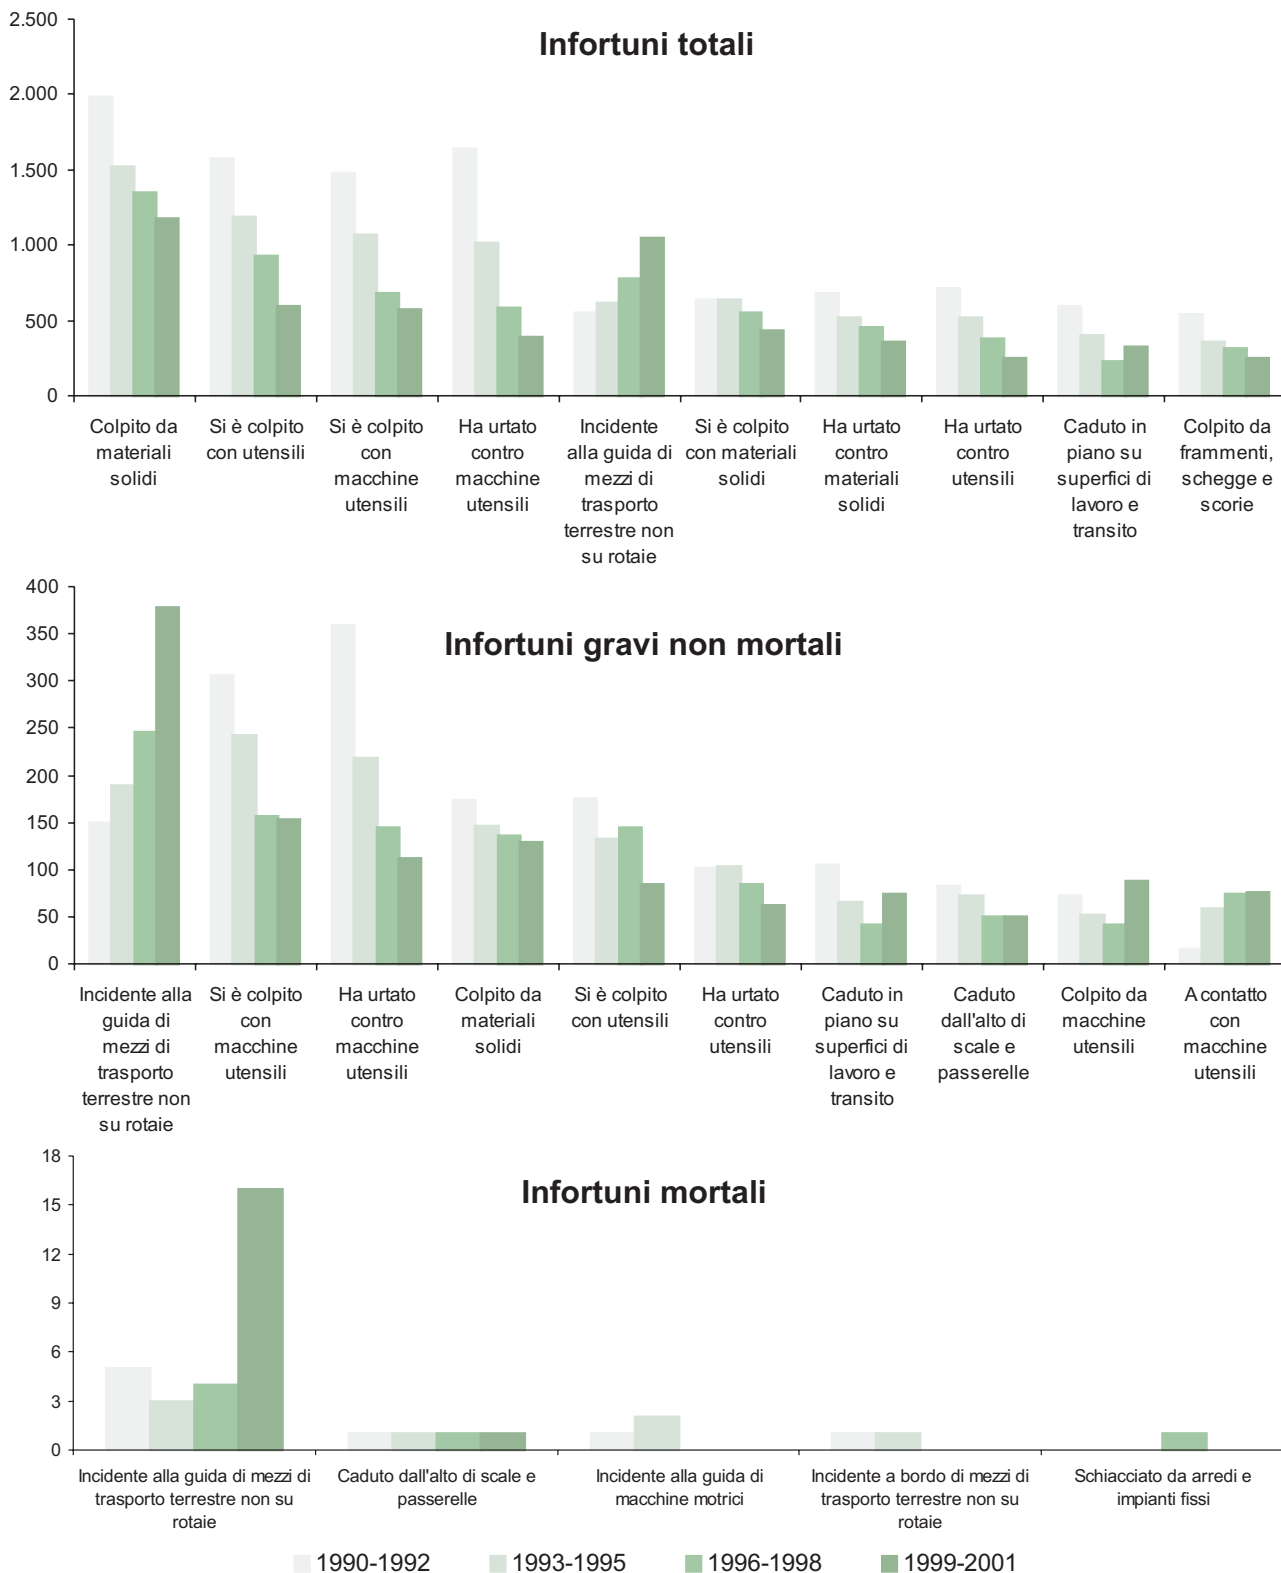 Infortuni totali
2.500
2.000
1.500
1.000
500
0
Colpito da
materiali
solidi
Si è colpito
con utensili
Si è colpito
con
macchine
utensili
Ha urtato
contro
macchine
utensili
Incidente
alla guida di
mezzi di
trasporto
terrestre non
su rotaie
Si è colpito
con materiali
solidi
Ha urtato
contro
materiali
solidi
Ha urtato
contro
utensili
Caduto in
piano su
superfici di
lavoro e
transito
Colpito da
frammenti,
schegge e
scorie
Infortuni gravi non mortali
400
350
300
250
200
150
100
50
0
Incidente alla
guida di
mezzi di
trasporto
terrestre non
su rotaie
Si è colpito
con
macchine
utensili
Ha urtato
contro
macchine
utensili
Colpito da
materiali
solidi
Si è colpito
con utensili
Ha urtato
contro
utensili
Caduto in
piano su
superfici di
lavoro e
transito
Caduto
dall'alto di
scale e
passerelle
Colpito da
macchine
utensili
A contatto
con
macchine
utensili
Infortuni mortali
18
15
12
9
6
3
0
Incidente alla guida di mezzi di
trasporto terrestre non su
rotaie
Caduto dall'alto di scale e
passerelle
Incidente alla guida di
macchine motrici
Incidente a bordo di mezzi di
trasporto terrestre non su
rotaie
Schiacciato da arredi e
impianti fissi
1990-1992
1993-1995
1996-1998
1999-2001